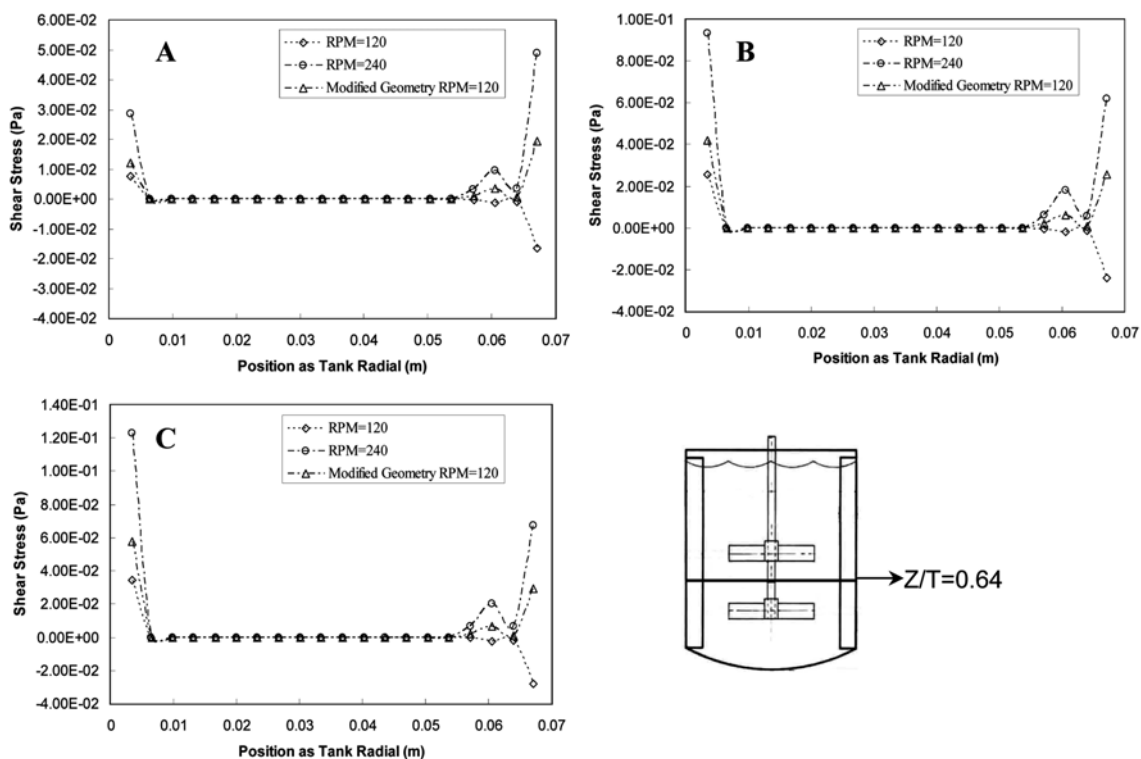 A
RPM=120
RPM=240
Modified Geometry RPM=120
Shear Stress (Pa)
6.00E-02
5.00E-02
4.00E-02
3.00E-02
2.00E-02
1.00E-02
0.00E+00
-1.00E-02
-2.00E-02
-3.00E-02
-4.00E-02
0 0.01 0.02 0.03 0.04 0.05 0.06 0.07
Position as Tank Radial (m)
B
RPM=120
RPM=240
Modified Geometry RPM=120
Shear Stress (Pa)
1.00E-01
8.00E-02
6.00E-02
4.00E-02
2.00E-02
0.00E+00
-2.00E-02
-4.00E-02
0 0.01 0.02 0.03 0.04 0.05 0.06 0.07
Position as Tank Radial (m)
C
RPM=120
RPM=240
Modified Geometry RPM=120
Shear Stress (Pa)
1.40E-01
1.20E-01
1.00E-01
8.00E-02
6.00E-02
4.00E-02
2.00E-02
0.00E+00
-2.00E-02
-4.00E-02
0 0.01 0.02 0.03 0.04 0.05 0.06 0.07
Position as Tank Radial (m)
Z/T=0.64